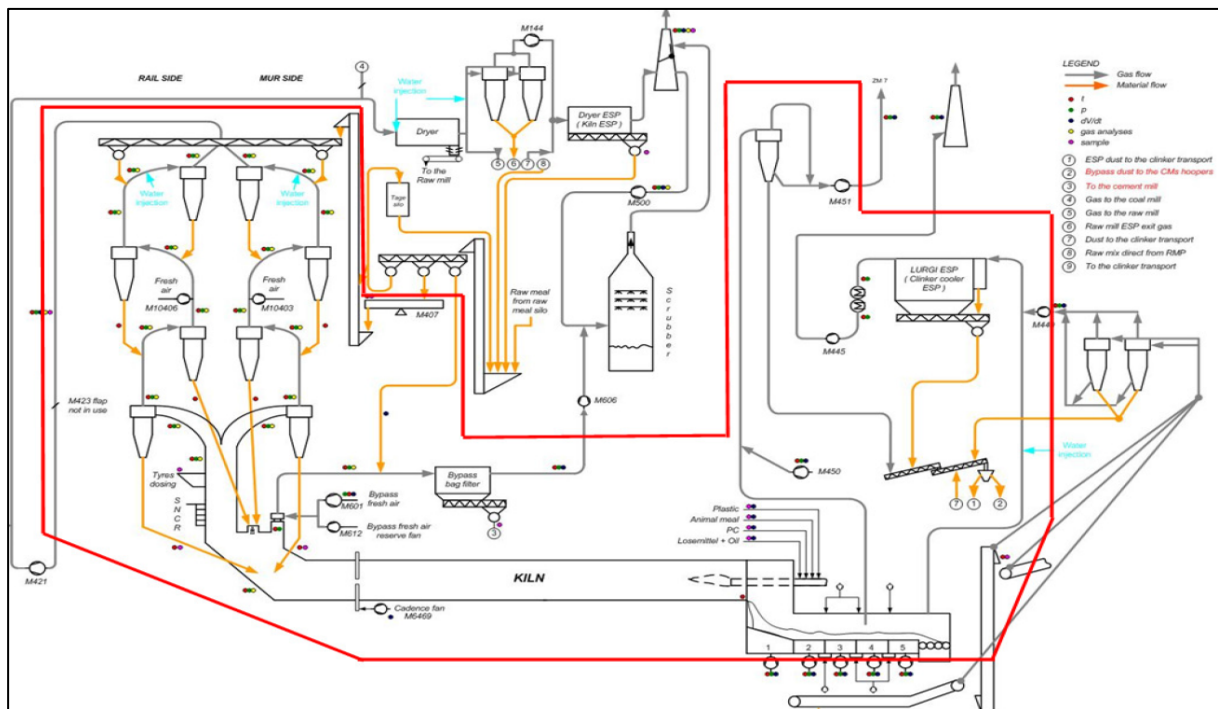 M144
RAIL SIDE
MUR SIDE
4
Water
injection
Dryer
To the
Raw mill
5
6
7
8
Dryer ESP
( Kiln ESP )
ZM 7
LEGEND
Gas flow
Material flow
t
p
dV/dt
gas analyses
sample
1 ESP dust to the clinker transport
2 Bypass dust to the CMs hoopers
3 To the cement mill
4 Gas to the coal mill
5 Gas to the raw mill
6 Raw mill ESP exit gas
7 Dust to the clinker transport
8 Raw mix direct from RMP
9 To the clinker transport
Water
injection
Water
injection
Tage
silo
M500
M451
Fresh
air
M10406
Fresh
air
M10403
M407
Raw meal
from raw
meal silo
Scrubber
LURGI ESP
( Clinker cooler
ESP )
M445
M423 flap
not in use
M606
Water
injection
Tyres
dosing
SNCR
Bypass
bag filter
3
M601
Bypass
fresh air
M612
Bypass fresh air
reserve fan
M450
?
1
2
Plastic
Animal meal
PC
Losemittel + Oil
M421
KILN
Cadence fan
M6469
1
2
3
4
5